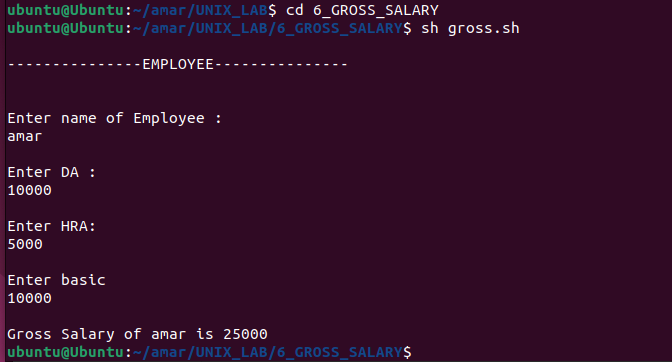 ubuntu@Ubuntu:~/amar/UNIX_LAB$ cd 6_GROSS_SALARY
ubuntu@Ubuntu:~/amar/UNIX_LAB/6_GROSS_SALARY$ sh gross.sh
---------------EMPLOYEE---------------
Enter name of Employee :
amar
Enter DA :
10000
Enter HRA:
5000
Enter basic
10000
Gross Salary of amar is 25000
ubuntu@Ubuntu:~/amar/UNIX_LAB/6_GROSS_SALARY$